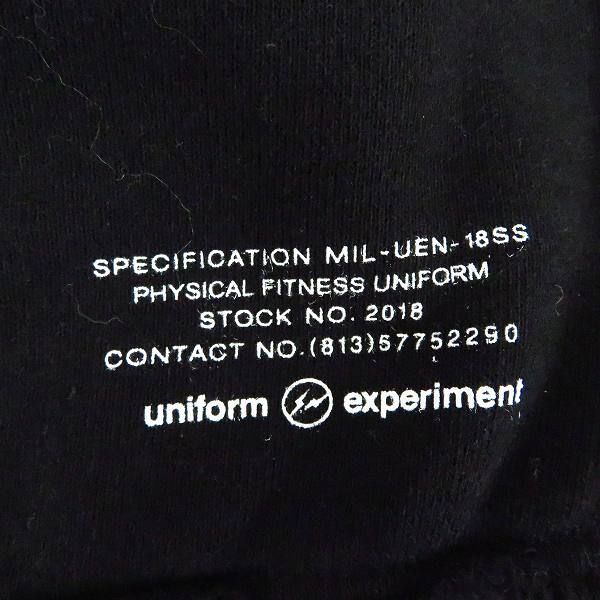 SPECIFICATION MIL-UEN-18SS
PHYSICAL FITNESS UNIFORM
STOCK NO. 2018
CONTACT NO.(813)57752290
uniform experiment